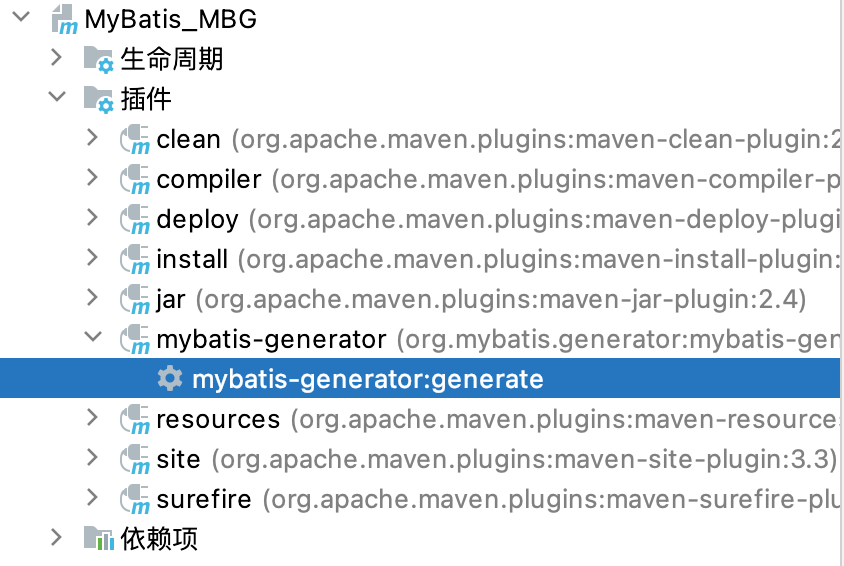 MyBatis_MBG
生命周期
插件
clean (org.apache.maven.plugins:maven-clean-plugin:2
compiler (org.apache.maven.plugins:maven-compiler-p
deploy (org.apache.maven.plugins:maven-deploy-plugi
install (org.apache.maven.plugins:maven-install-plugin:
jar (org.apache.maven.plugins:maven-jar-plugin:2.4)
mybatis-generator (org.mybatis.generator:mybatis-gen
mybatis-generator:generate
resources (org.apache.maven.plugins:maven-resource
site (org.apache.maven.plugins:maven-site-plugin:3.3)
surefire (org.apache.maven.plugins:maven-surefire-plu
依赖项